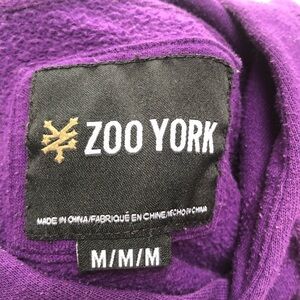 ZOO YORK
MADE IN CHINA/FABRIQUÉ EN CHINE/HECHO EN CHINA
M/M/M